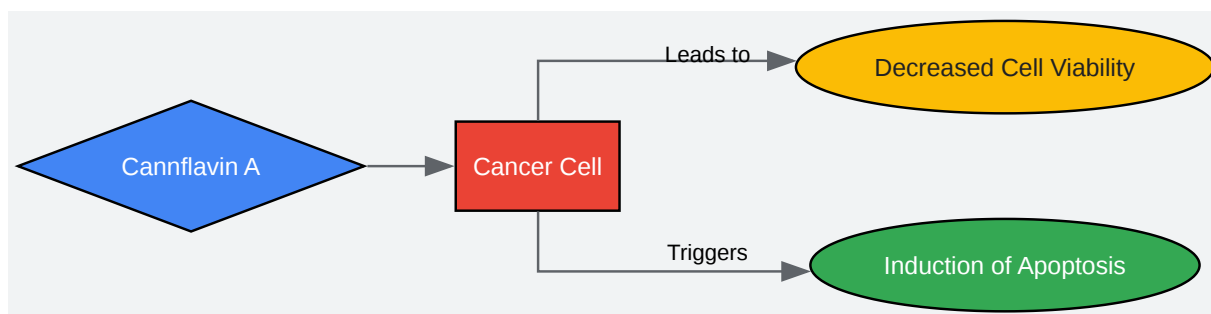 Cannflavin A
Cancer Cell
Leads to
Decreased Cell Viability
Triggers
Induction of Apoptosis